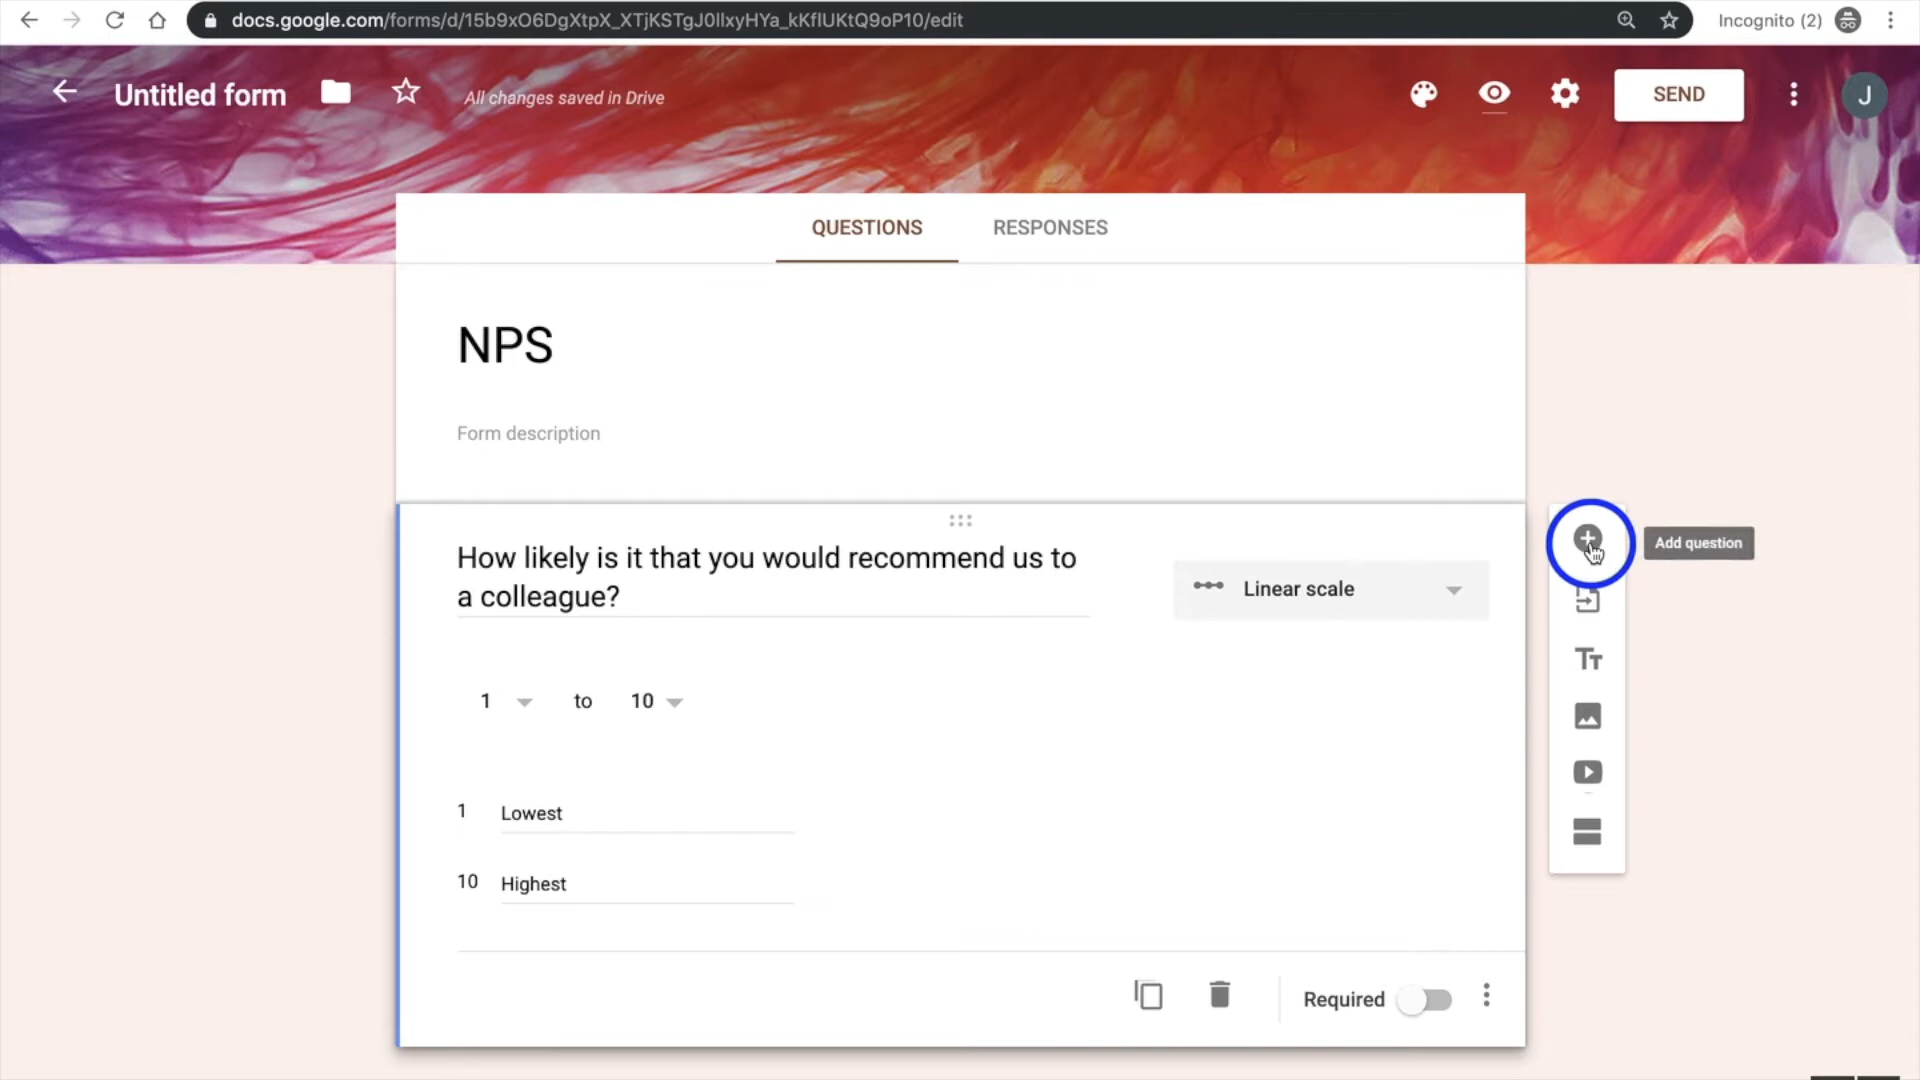 docs.google.com/forms/d/15b9xO6DgXtpX_XTjKSTgJ0llxyHYa_kKflUKtQ9oP10/edit
Incognito (2)
Untitled form
All changes saved in Drive
SEND
J
QUESTIONS
RESPONSES
NPS
Form description
How likely is it that you would recommend us to
a colleague?
Linear scale
Add question
Tт
1 to 10
1 Lowest
10 Highest
Required